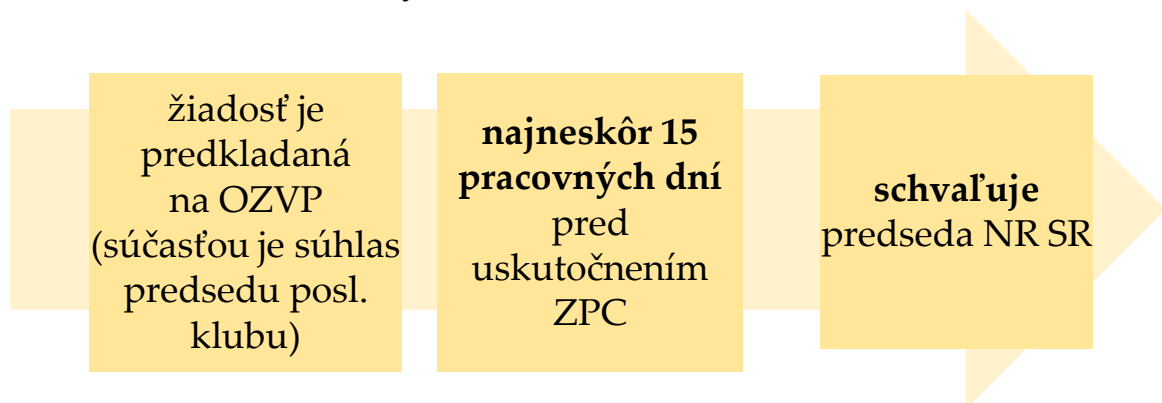 žiadosť je
predkladaná
na OZVP
(súčasťou je súhlas
predsedu posl.
klubu)
najneskôr 15
pracovných dní
pred
uskutočnením
ZPC
schvaľuje
predseda NR SR